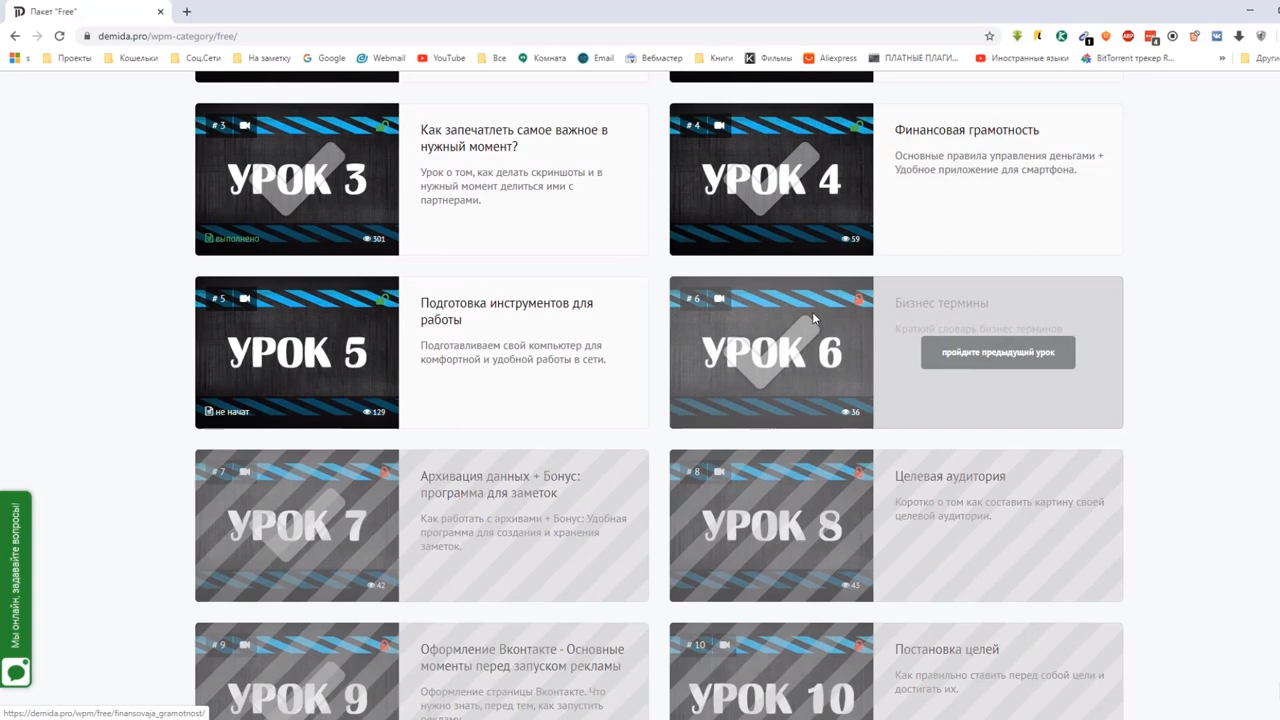 Пакет "Free"
demida.pro/wpm-category/free/
s
Проекты
Кошельки
Соц.Сети
На заметку
Google
Webmail
YouTube
Все
Комната
Email
Вебмастер
Книги
Фильмы
Aliexpress
ПЛАТНЫЕ ПЛАГИ...
Иностранные языки
BitTorrent трекер R...
»
# 3
УРОК 3
выполнено
301
Как запечатлеть самое важное в
нужный момент?
Урок о том, как делать скриншоты и в
нужный момент делиться ими с
партнерами.
# 4
УРОК 4
59
Финансовая грамотность
Основные правила управления деньгами +
Удобное приложение для смартфона.
# 5
УРОК 5
не начат
129
Подготовка инструментов для
работы
Подготавливаем свой компьютер для
комфортной и удобной работы в сети.
# 6
УРОК 6
36
Бизнес термины
Краткий словарь бизнес терминов
пройдите предыдущий урок
# 7
УРОК 7
42
Архивация данных + Бонус:
программа для заметок
Как работать с архивами + Бонус: Удобная
программа для создания и хранения
заметок.
# 8
УРОК 8
43
Целевая аудитория
Коротко о том как составить картину своей
целевой аудитории.
# 9
УРОК 9
Оформление Вконтакте - Основные
моменты перед запуском рекламы
Оформление страницы Вконтакте. Что
нужно знать, перед тем, как запустить
рекламу.
# 10
УРОК 10
Постановка целей
Как правильно ставить перед собой цели и
достигать их.
Мы онлайн, задавайте вопросы!
https://demida.pro/wpm/free/finansovaja_gramotnost/